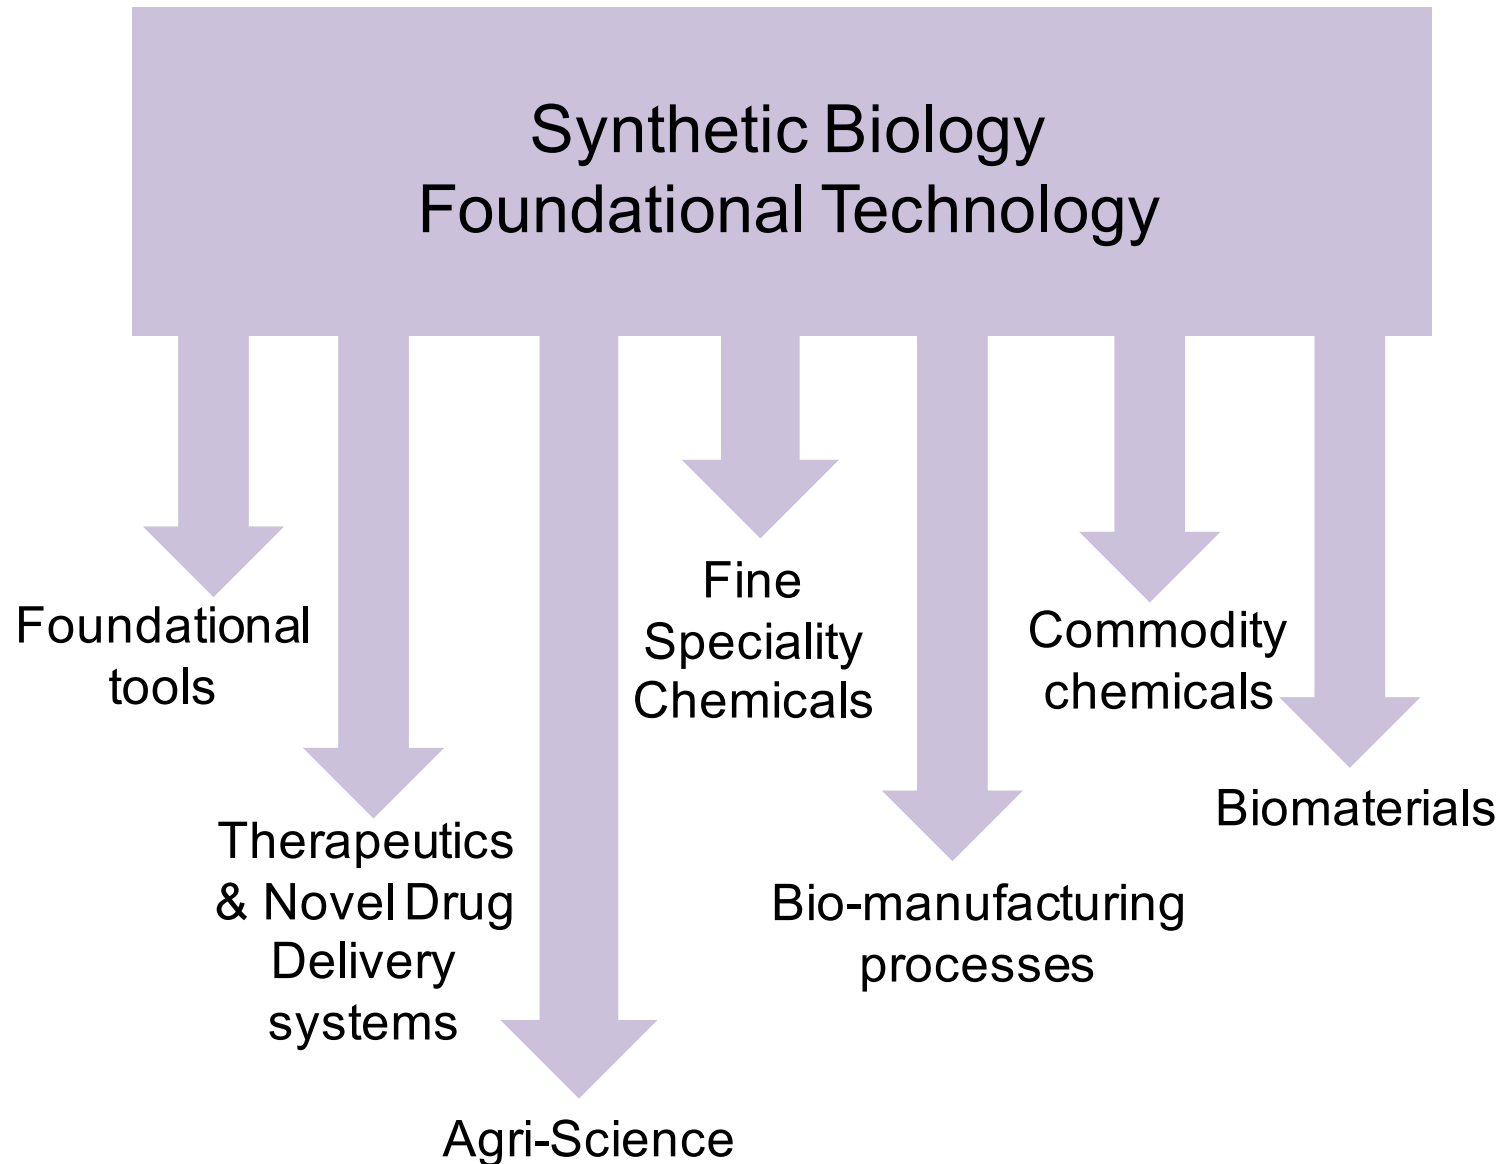 Synthetic Biology
Foundational Technology
Foundational
tools
Therapeutics
& Novel Drug
Delivery
systems
Agri-Science
Fine
Speciality
Chemicals
Bio-manufacturing
processes
Commodity
chemicals
Biomaterials